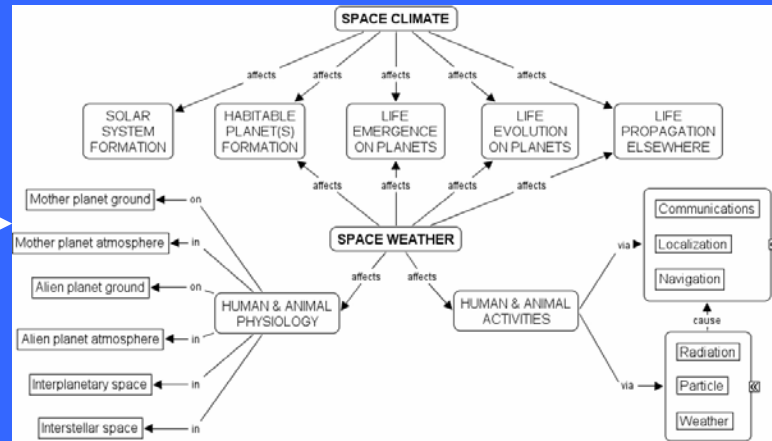 SPACE CLIMATE
affects
affects
affects
affects
affects
SOLAR
SYSTEM
FORMATION
HABITABLE
PLANET(S)
FORMATION
LIFE
EMERGENCE
ON PLANETS
LIFE
EVOLUTION
ON PLANETS
LIFE
PROPAGATION
ELSEWHERE
affects
affects
affects
affects
SPACE WEATHER
affects
affects
Mother planet ground
on
Mother planet atmosphere
in
Alien planet ground
on
Alien planet atmosphere
in
Interplanetary space
in
Interstellar space
in
HUMAN & ANIMAL
PHYSIOLOGY
HUMAN & ANIMAL
ACTIVITIES
via
Communications
Localization
Navigation
cause
via
Radiation
Particle
Weather